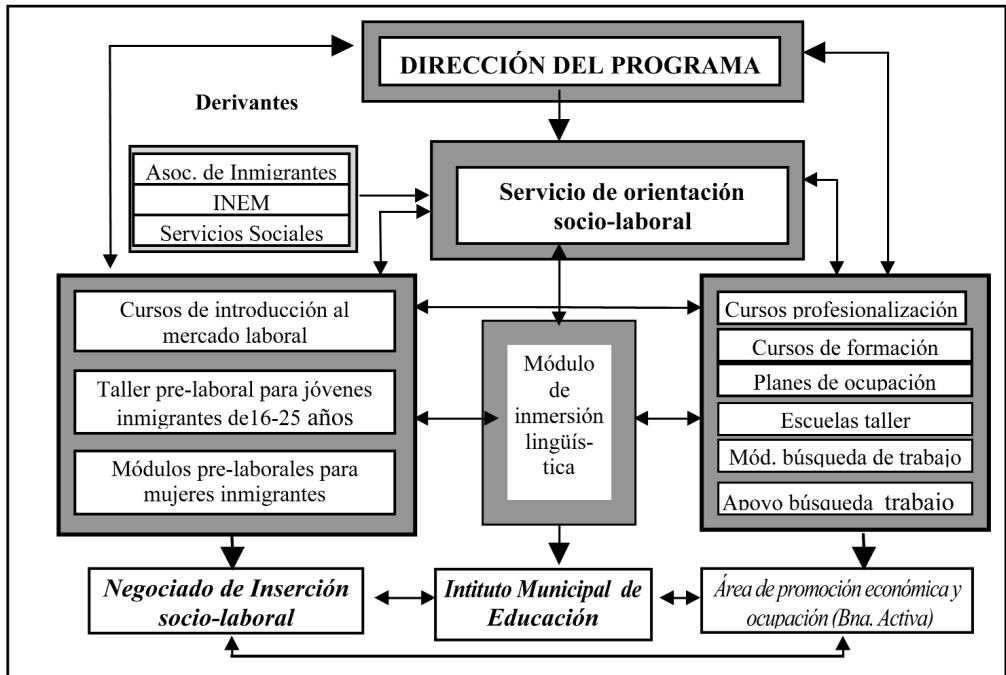 DIRECCIÓN DEL PROGRAMA
Derivantes
Asoc. de Inmigrantes
INEM
Servicios Sociales
Servicio de orientación
socio-laboral
Cursos de introducción al
mercado laboral
Taller pre-laboral para jóvenes
inmigrantes de16-25 años
Módulos pre-laborales para
mujeres inmigrantes
Módulo
de
inmersión
lingüís-
tica
Cursos profesionalización
Cursos de formación
Planes de ocupación
Escuelas taller
Mód. búsqueda de trabajo
Apoyo búsqueda trabajo
Negociado de Inserción
socio-laboral
Intituto Municipal de
Educación
Área de promoción económica y
ocupación (Bna. Activa)